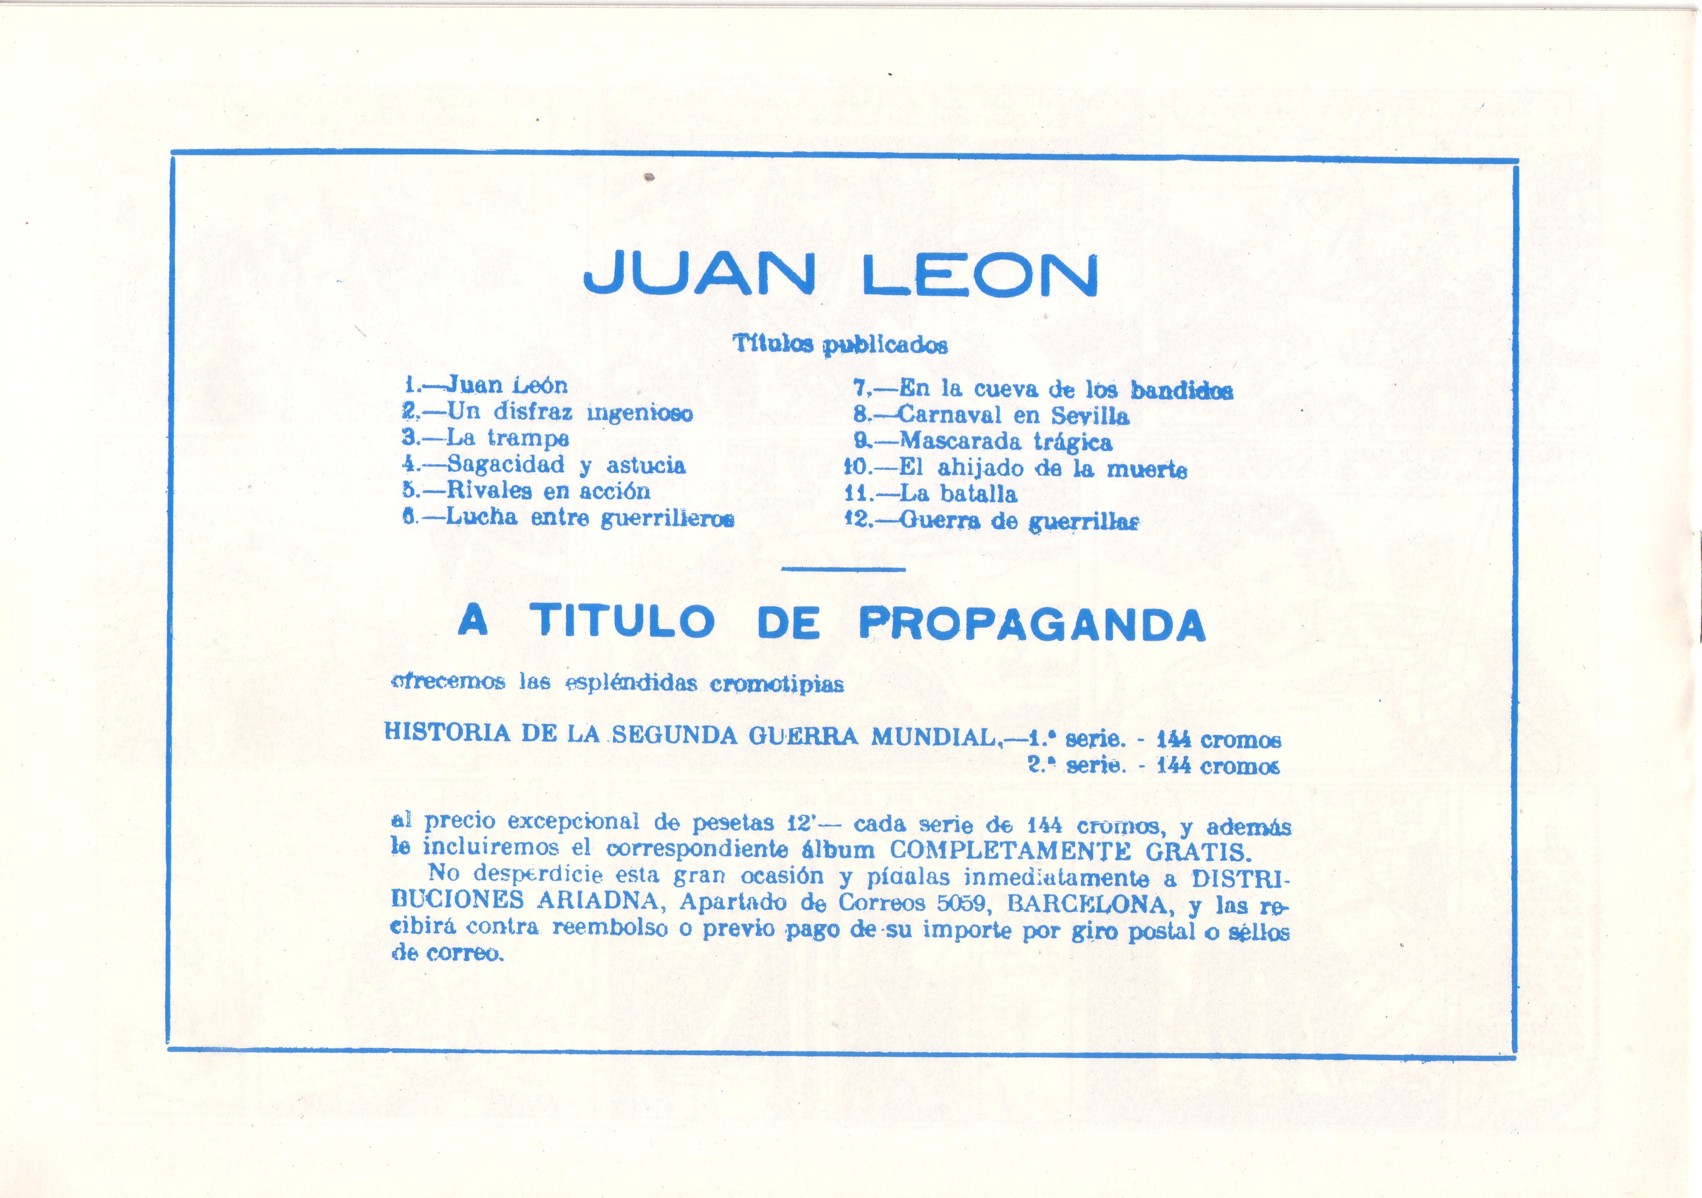 JUAN LEON
Títulos publicados
1.—Juan León
2.—Un disfraz ingenioso
3.—La trampa
4.—Sagacidad y astucia
5.—Rivales en acción
6.—Lucha entre guerrilleros
7.—En la cueva de los bandidos
8.—Carnaval en Sevilla
9.—Mascarada trágica
10.—El ahijado de la muerte
11.—La batalla
12.—Guerra de guerrillas
A TITULO DE PROPAGANDA
ofrecemos las espléndidas cromotipias
HISTORIA DE LA SEGUNDA GUERRA MUNDIAL.—1.ª serie. - 144 cromos
2.ª serie. - 144 cromos
al precio excepcional de pesetas 12'— cada serie de 144 cromos, y además
le incluiremos el correspondiente álbum COMPLETAMENTE GRATIS.
No desperdicie esta gran ocasión y pídalas inmediatamente a DISTRI-
BUCIONES ARIADNA, Apartado de Correos 5059, BARCELONA, y las re-
cibirá contra reembolso o previo pago de su importe por giro postal o sellos
de correo.